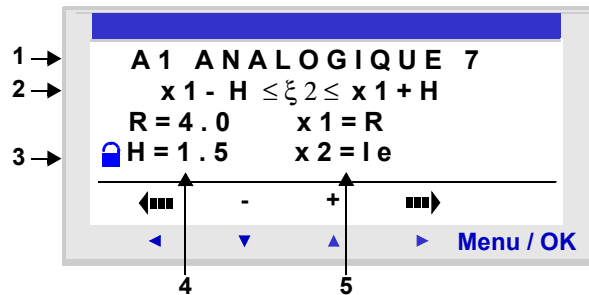 1 A1 ANALOGIQUE 7
2 x1 - H ≤ ξ2 ≤ x1 + H
R = 4.0 x1 = R
3 H = 1.5 x2 = Ie
- +
Menu / OK
4 5